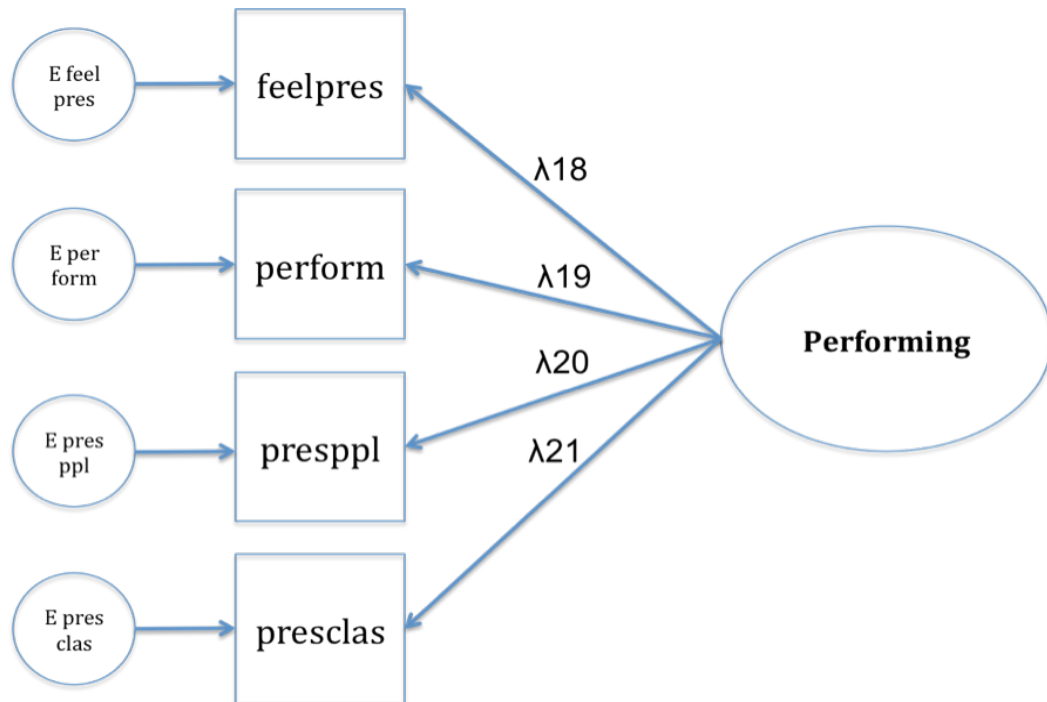 E feel
pres
feelpres
λ18
E per
form
perform
λ19
Performing
λ20
E pres
ppl
presppl
λ21
E pres
clas
presclas